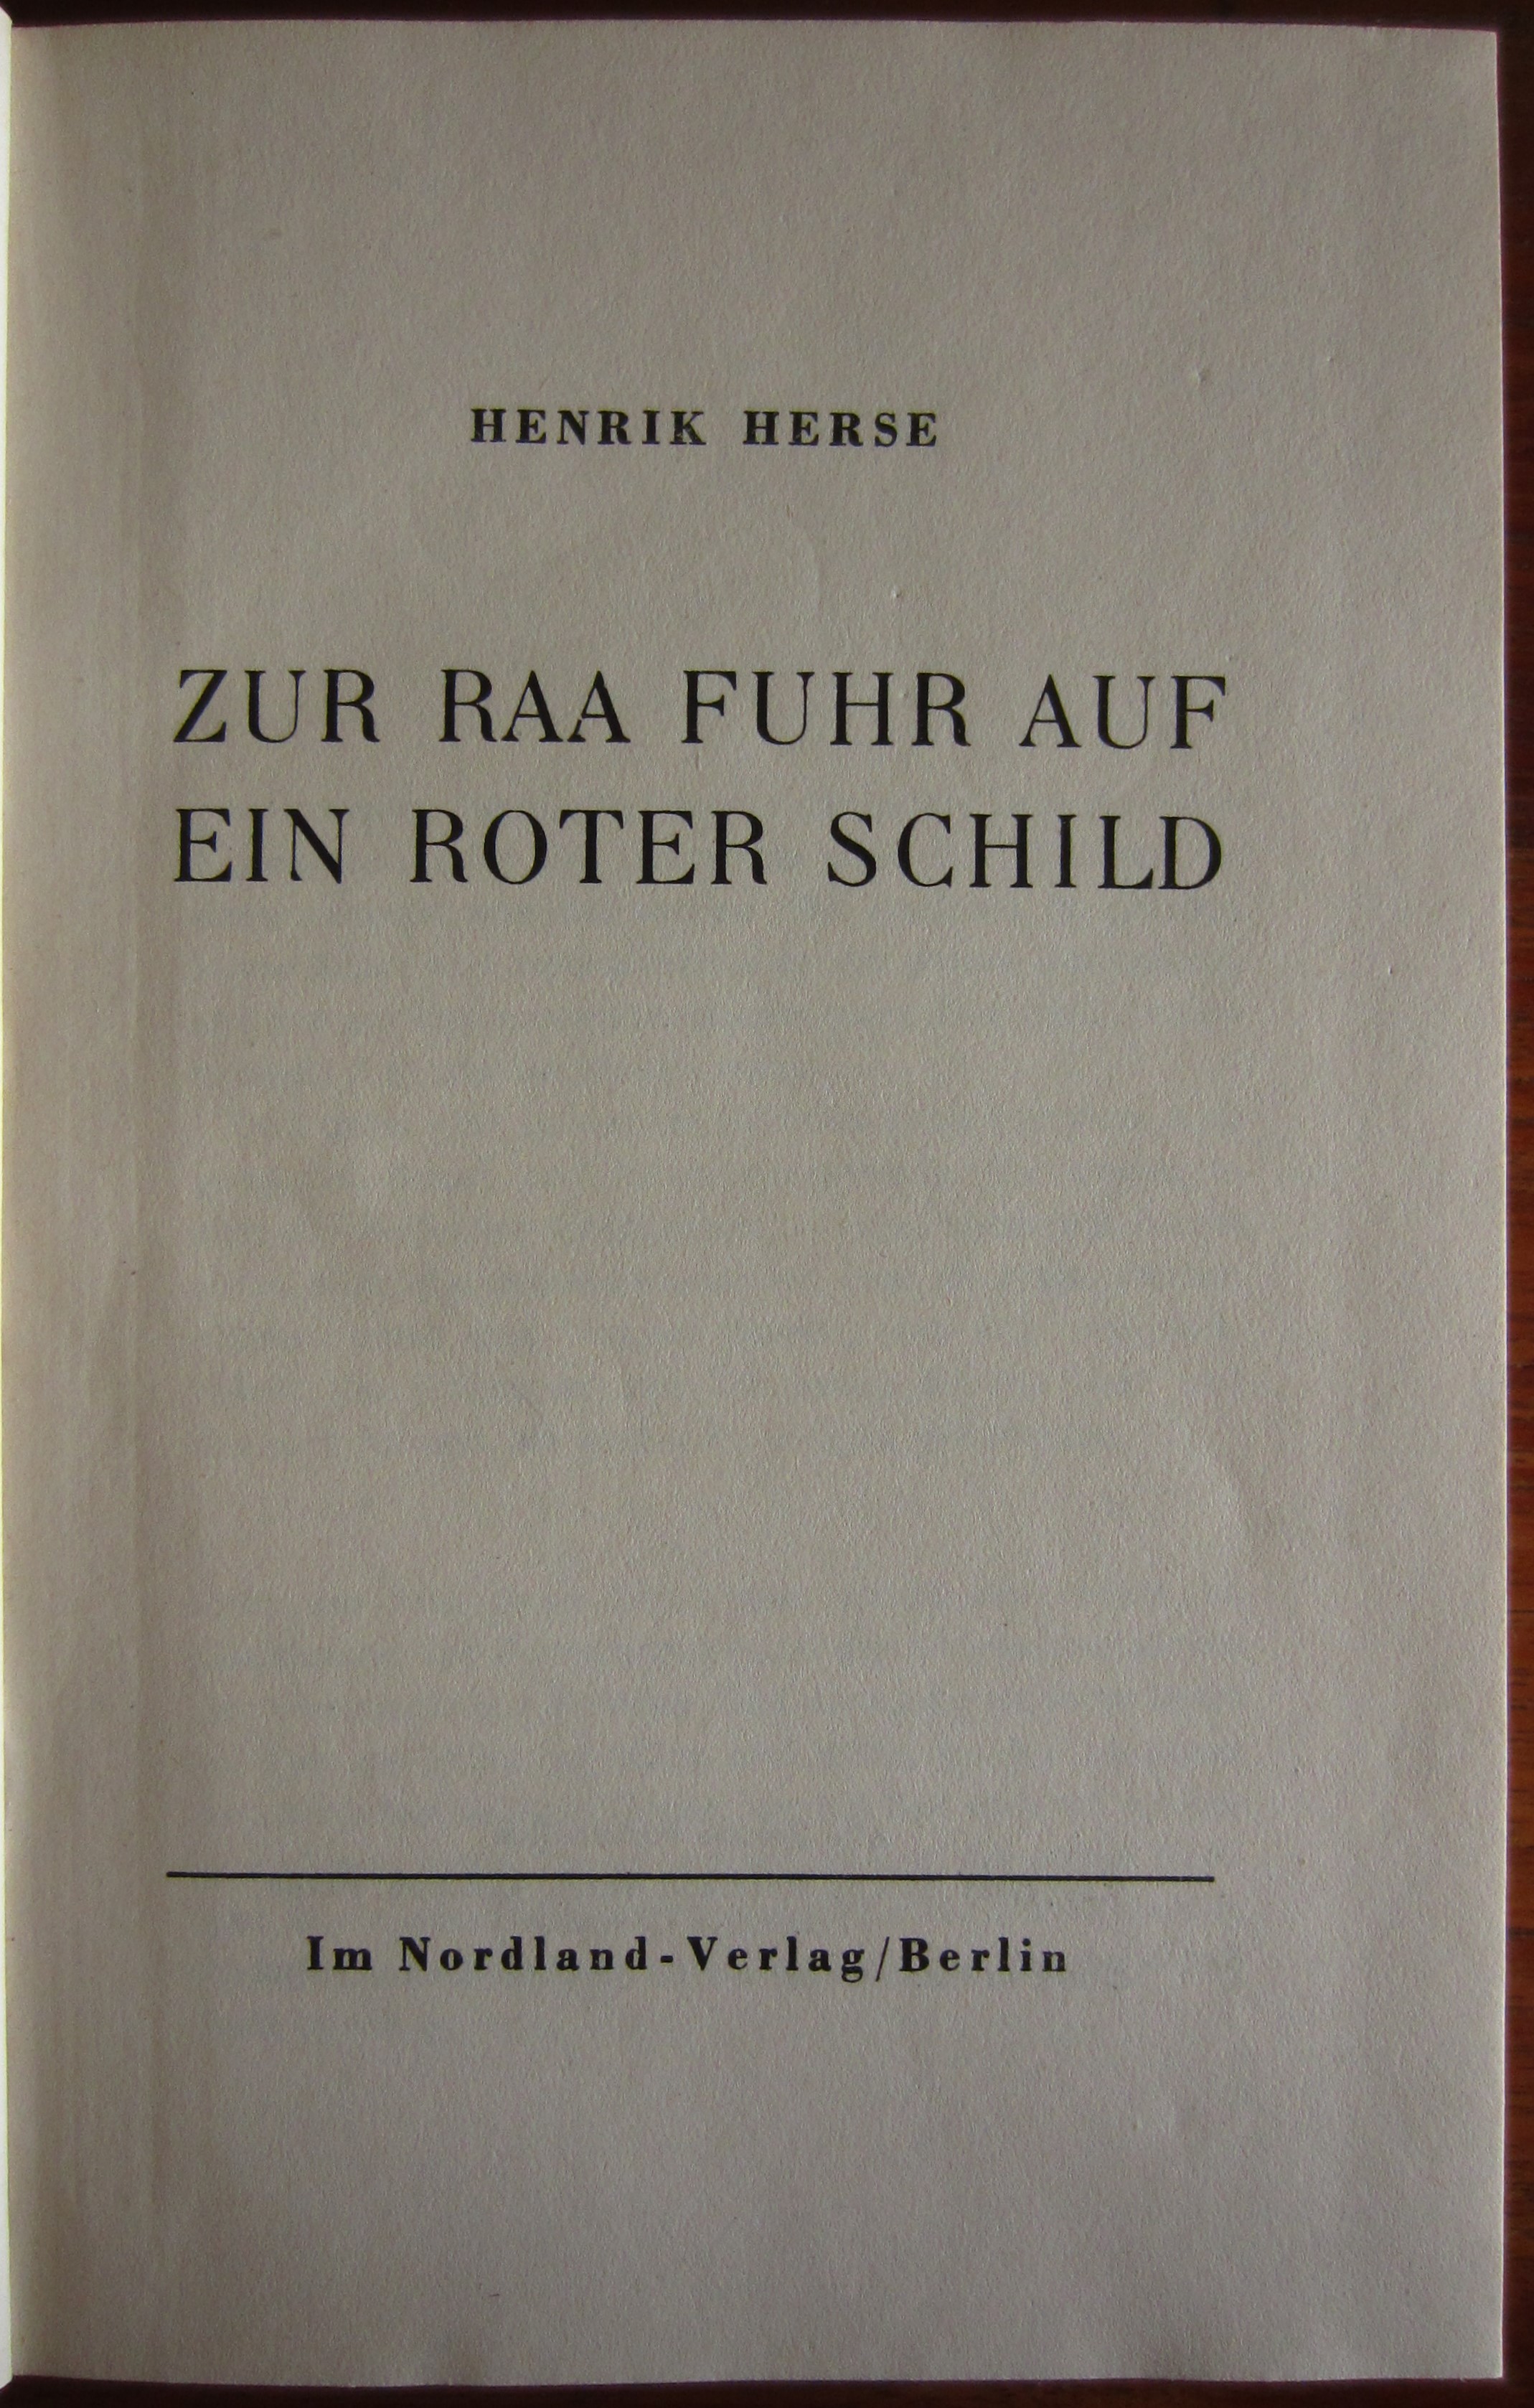 HENRIK HERSE
ZUR RAA FUHR AUF
EIN ROTER SCHILD
Im Nordland-Verlag/Berlin